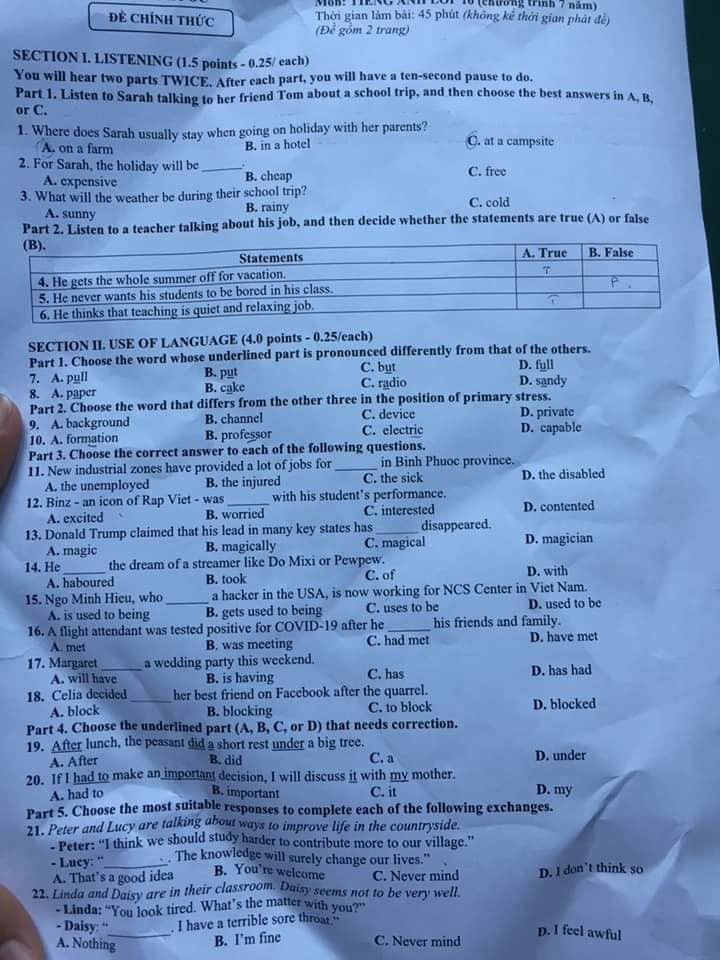 ĐỀ CHÍNH THỨC
Môn: TIẾNG ANH LỚP 10 (chương trình 7 năm)
Thời gian làm bài: 45 phút (không kể thời gian phát đề)
(Đề gồm 2 trang)
SECTION I. LISTENING (1.5 points - 0.25/ each)
You will hear two parts TWICE. After each part, you will have a ten-second pause to do.
Part 1. Listen to Sarah talking to her friend Tom about a school trip, and then choose the best answers in A, B,
or C.
1. Where does Sarah usually stay when going on holiday with her parents?
A. on a farm B. in a hotel C. at a campsite
2. For Sarah, the holiday will be ______.
A. expensive B. cheap C. free
3. What will the weather be during their school trip?
A. sunny B. rainy C. cold
Part 2. Listen to a teacher talking about his job, and then decide whether the statements are true (A) or false
(B).
Statements A. True B. False
4. He gets the whole summer off for vacation. T
5. He never wants his students to be bored in his class.
6. He thinks that teaching is quiet and relaxing job.
SECTION II. USE OF LANGUAGE (4.0 points - 0.25/each)
Part 1. Choose the word whose underlined part is pronounced differently from that of the others.
7. A. pull B. put C. but D. full
8. A. paper B. cake C. radio D. sandy
Part 2. Choose the word that differs from the other three in the position of primary stress.
9. A. background B. channel C. device D. private
10. A. formation B. professor C. electric D. capable
Part 3. Choose the correct answer to each of the following questions.
11. New industrial zones have provided a lot of jobs for ______ in Binh Phuoc province.
A. the unemployed B. the injured C. the sick D. the disabled
12. Binz - an icon of Rap Viet - was ______ with his student's performance.
A. excited B. worried C. interested D. contented
13. Donald Trump claimed that his lead in many key states has ______ disappeared.
A. magic B. magically C. magical D. magician
14. He ______ the dream of a streamer like Do Mixi or Pewpew.
A. haboured B. took C. of D. with
15. Ngo Minh Hieu, who ______ a hacker in the USA, is now working for NCS Center in Viet Nam.
A. is used to being B. gets used to being C. uses to be D. used to be
16. A flight attendant was tested positive for COVID-19 after he ______ his friends and family.
A. met B. was meeting C. had met D. have met
17. Margaret ______ a wedding party this weekend.
A. will have B. is having C. has D. has had
18. Celia decided ______ her best friend on Facebook after the quarrel.
A. block B. blocking C. to block D. blocked
Part 4. Choose the underlined part (A, B, C, or D) that needs correction.
19. After lunch, the peasant did a short rest under a big tree.
A. After B. did C. a D. under
20. If I had to make an important decision, I will discuss it with my mother.
A. had to B. important C. it D. my
Part 5. Choose the most suitable responses to complete each of the following exchanges.
21. Peter and Lucy are talking about ways to improve life in the countryside.
- Peter: "I think we should study harder to contribute more to our village."
- Lucy: "______. The knowledge will surely change our lives."
A. That's a good idea B. You're welcome C. Never mind D. I don't think so
22. Linda and Daisy are in their classroom. Daisy seems not to be very well.
- Linda: "You look tired. What's the matter with you?"
- Daisy: "______. I have a terrible sore throat."
A. Nothing B. I'm fine C. Never mind D. I feel awful